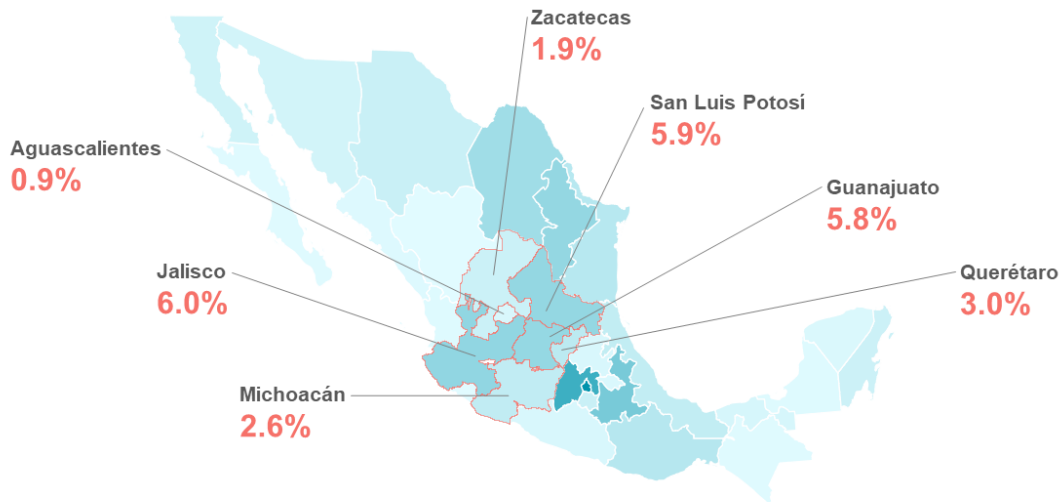 Zacatecas
1.9%
San Luis Potosí
5.9%
Aguascalientes
0.9%
Guanajuato
5.8%
Jalisco
6.0%
Querétaro
3.0%
Michoacán
2.6%